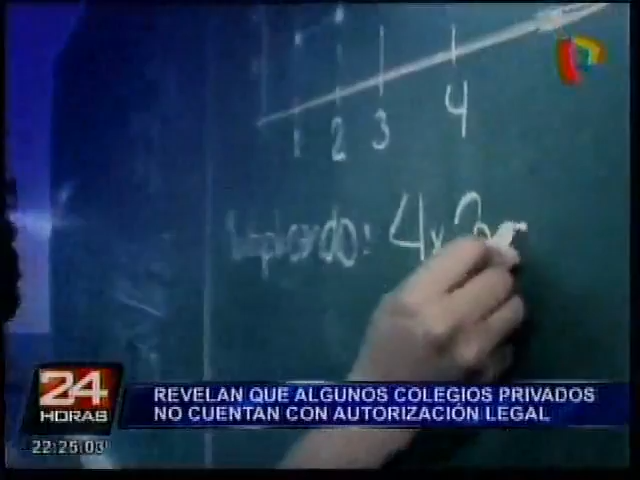 1 2 3 4
4x
24
HORAS
REVELAN QUE ALGUNOS COLEGIOS PRIVADOS
NO CUENTAN CON AUTORIZACIÓN LEGAL
22:25:03